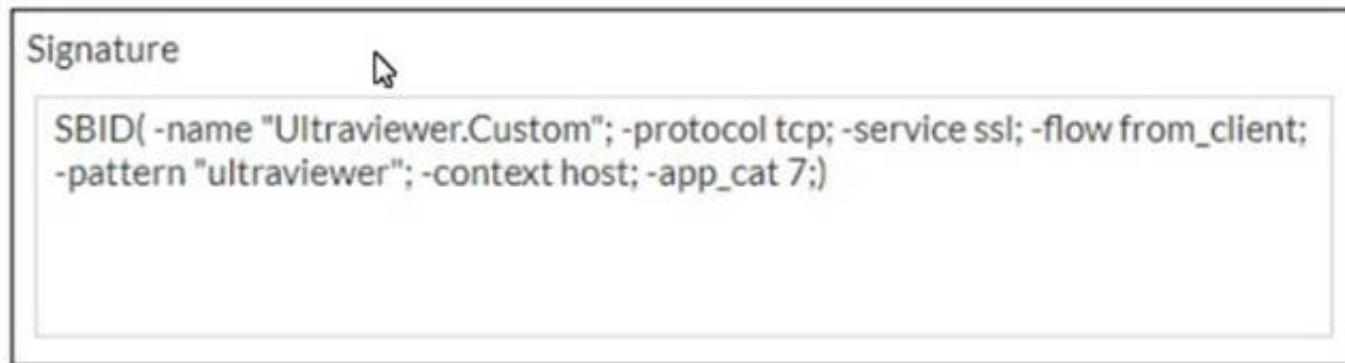 Signature
SBID( -name "Ultraviewer.Custom"; -protocol tcp; -service ssl; -flow from_client;
-pattern "ultraviewer"; -context host; -app_cat 7;)